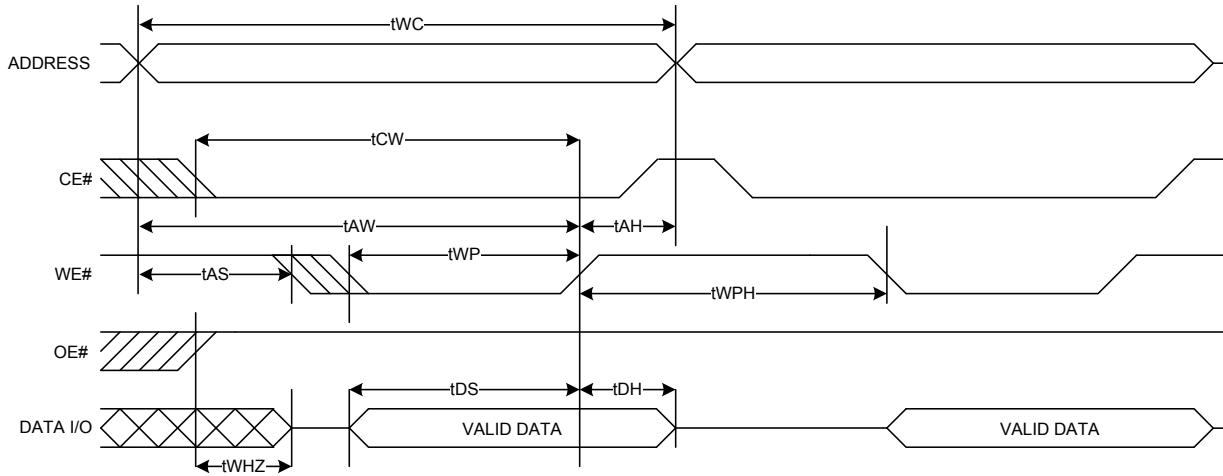 tWC
ADDRESS
tCW
CE#
tAW
tAH
tWP
WE#
tAS
tWPH
OE#
tDS
tDH
DATA I/O
VALID DATA
VALID DATA
tWHZ